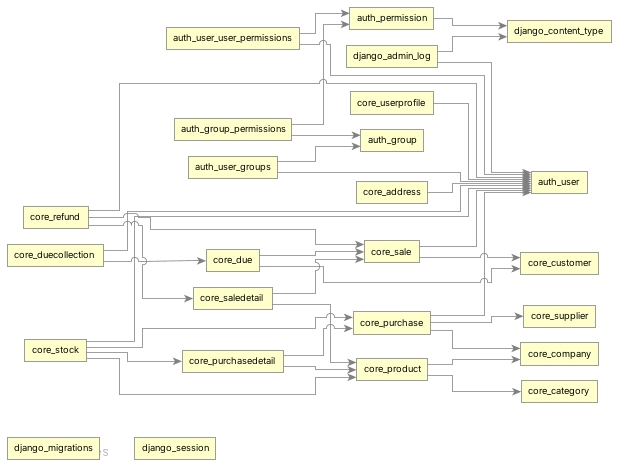 auth_permission
django_content_type
auth_user_user_permissions
django_admin_log
core_userprofile
auth_group_permissions
auth_group
auth_user_groups
auth_user
core_address
core_refund
core_duecollection
core_due
core_sale
core_customer
core_saledetail
core_purchase
core_supplier
core_stock
core_purchasedetail
core_company
core_product
core_category
django_migrations
django_session